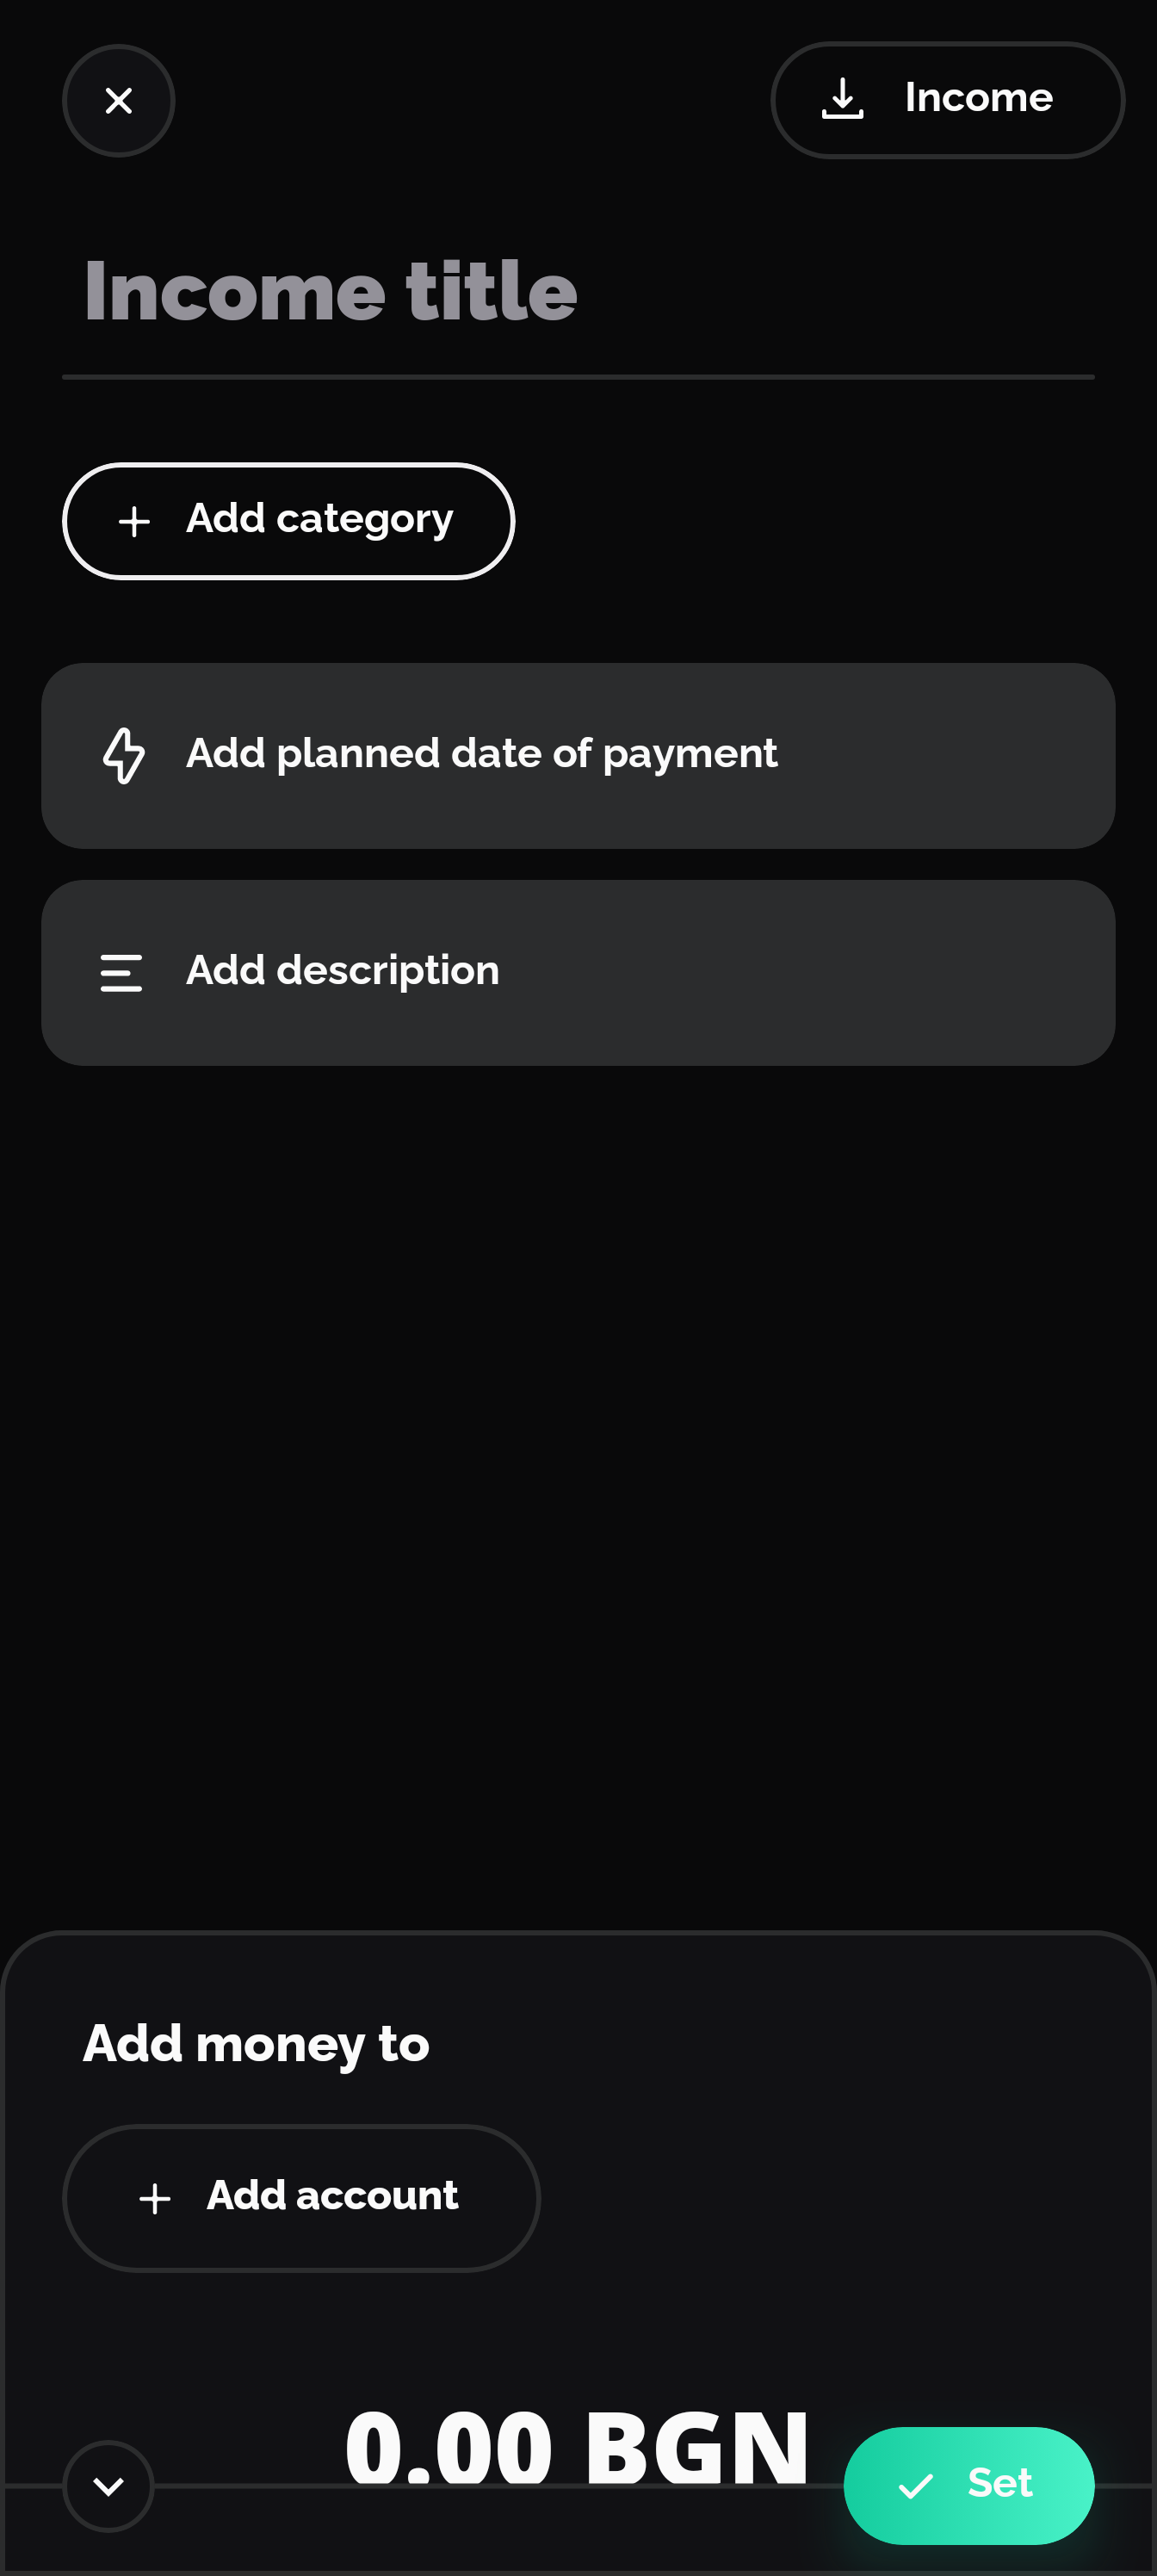 Income
Income title
Add category
Add planned date of payment
Add description
Add money to
Add account
0.00 BGN
Set